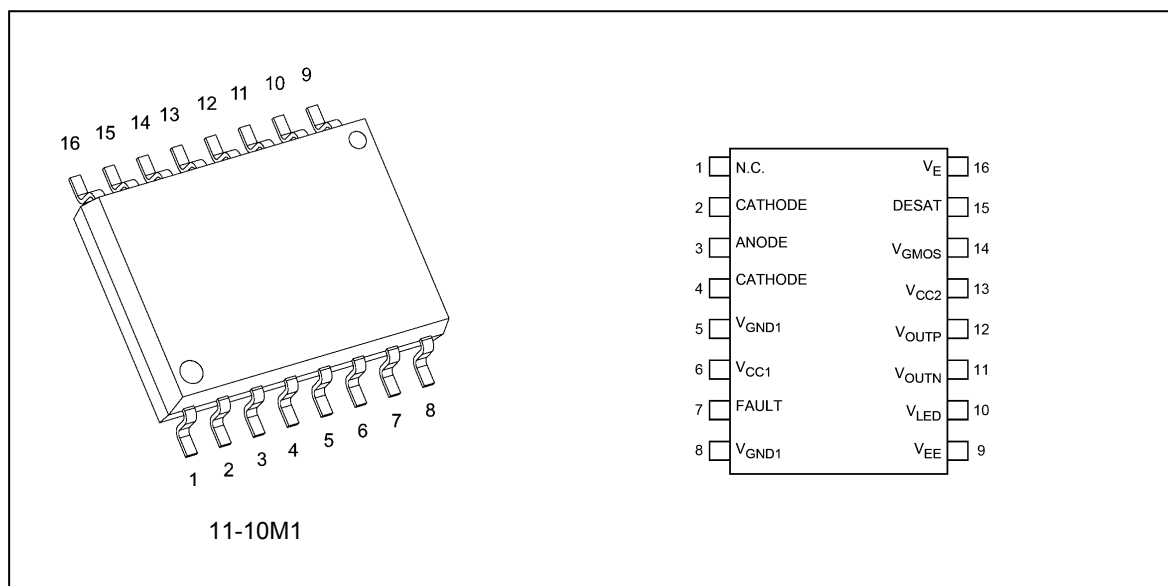 16 15 14 13 12 11 10 9
1 2 3 4 5 6 7 8
11-10M1
1 N.C. VE 16
2 CATHODE DESAT 15
3 ANODE VGMOS 14
4 CATHODE VCC2 13
5 VGND1 VOUTP 12
6 VCC1 VOUTN 11
7 FAULT VLED 10
8 VGND1 VEE 9